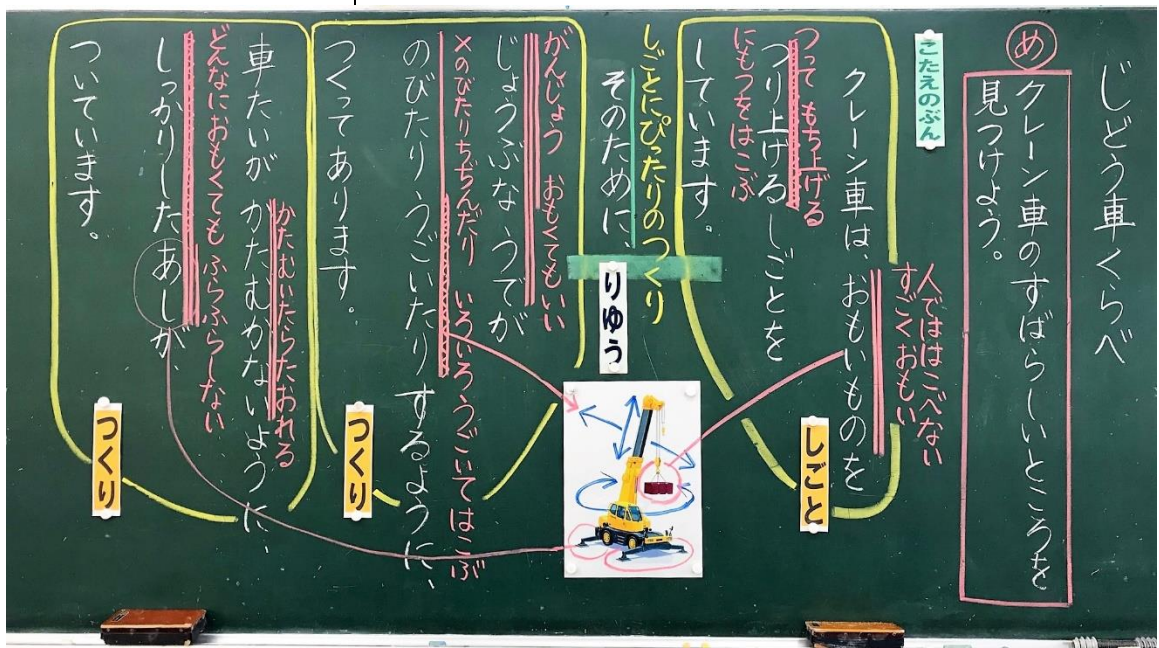 じどう車くらべ
め
クレーン車のすばらしいところを
見つけよう。
こたえのぶん
人でははこべない
すごくおもい
クレーン車は、おもいものを
つって もち上げる
つり上げるしごとを
にもつをはこぶ
しています。
しごと
しごとにぴったりのつくり
そのために、
りゆう
がんじょう おもくてもいい
じょうぶな うでが
×のびたりちぢんだり いろいろうごいてはこぶ
のびたり うごいたり するように、
つくってあります。
つくり
かたむいたらたおれる
車たいが かたむかないように、
どんなにおもくても ふらふらしない
しっかりした あしが、
ついています。
つくり